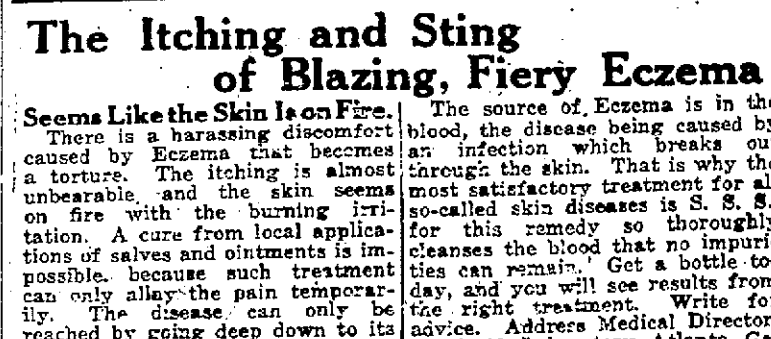 The Itching and Sting
of Blazing, Fiery Eczema
Seems Like the Skin Is on Fire.
There is a harassing discomfort
caused by Eczema that becomes
a torture. The itching is almost
unbearable, and the skin seems
on fire with the burning irri-
tation. A cure from local applica-
tions of salves and ointments is im-
possible, because such treatment
can only allay the pain temporar-
ily. The disease can only be
reached by going deep down to its
The source of Eczema is in th
blood, the disease being caused b
an infection which breaks ou
through the skin. That is why th
most satisfactory treatment for al
so-called skin diseases is S. S. S.
for this remedy so thoroughly
cleanses the blood that no impuri
ties can remain. Get a bottle to-
day, and you will see results from
the right treatment. Write fo
advice. Address Medical Director
Atlanta, Ga